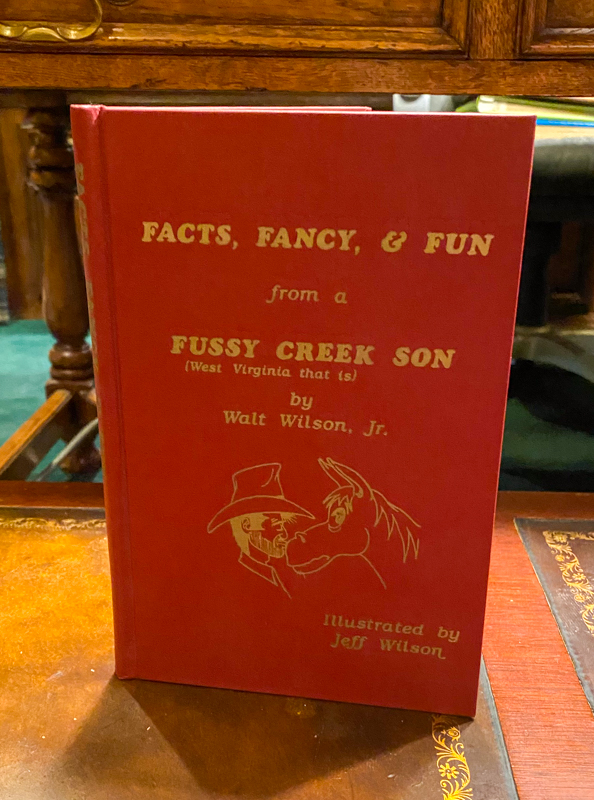 FACTS, FANCY, & FUN
from a
FUSSY CREEK SON
(West Virginia that is)
by
Walt Wilson, Jr.
Illustrated by
Jeff Wilson